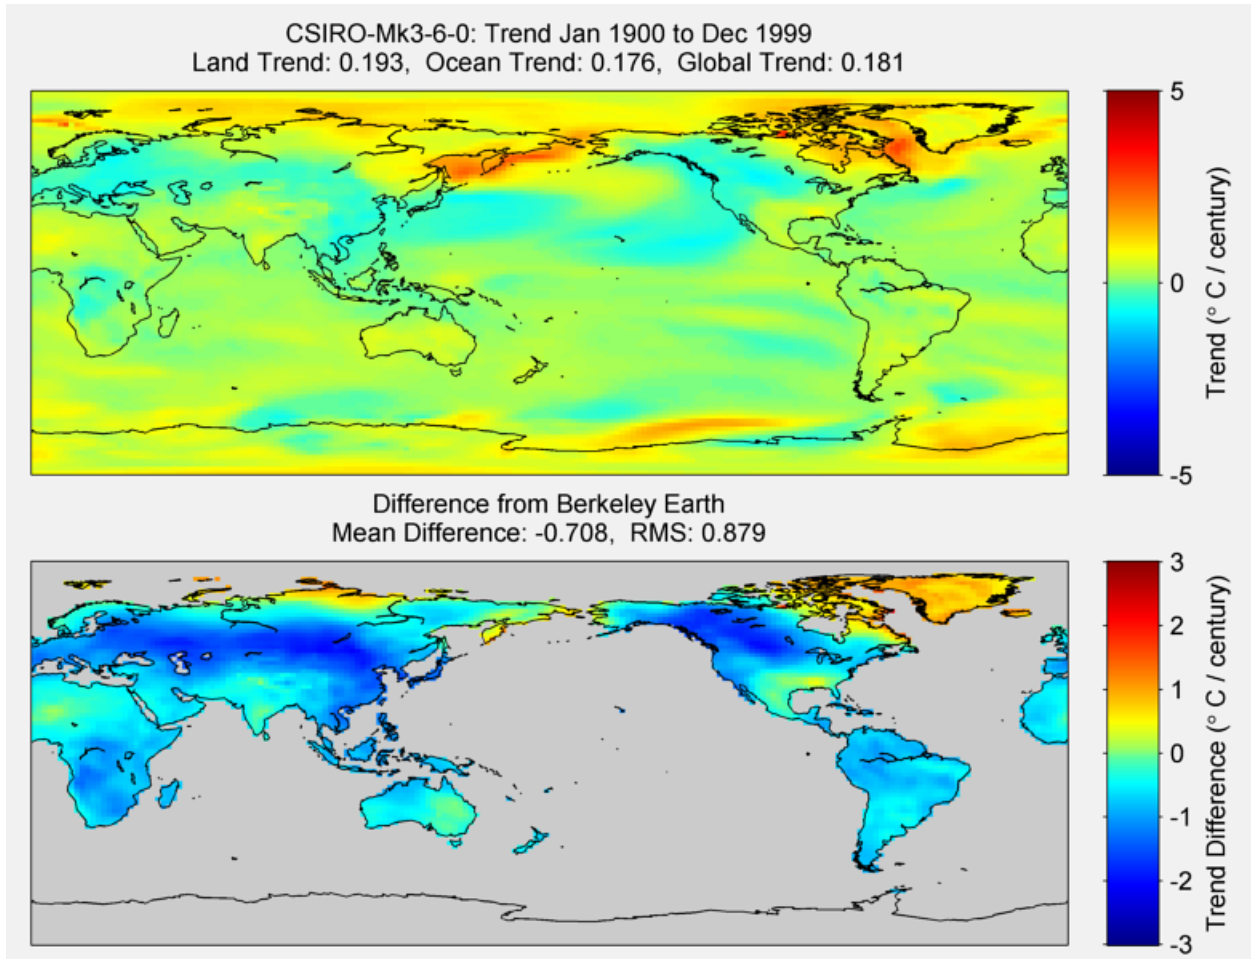 CSIRO-Mk3-6-0: Trend Jan 1900 to Dec 1999
Land Trend: 0.193, Ocean Trend: 0.176, Global Trend: 0.181
5
0
-5
Trend (° C / century)
Difference from Berkeley Earth
Mean Difference: -0.708, RMS: 0.879
3
2
1
0
-1
-2
-3
Trend Difference (° C / century)